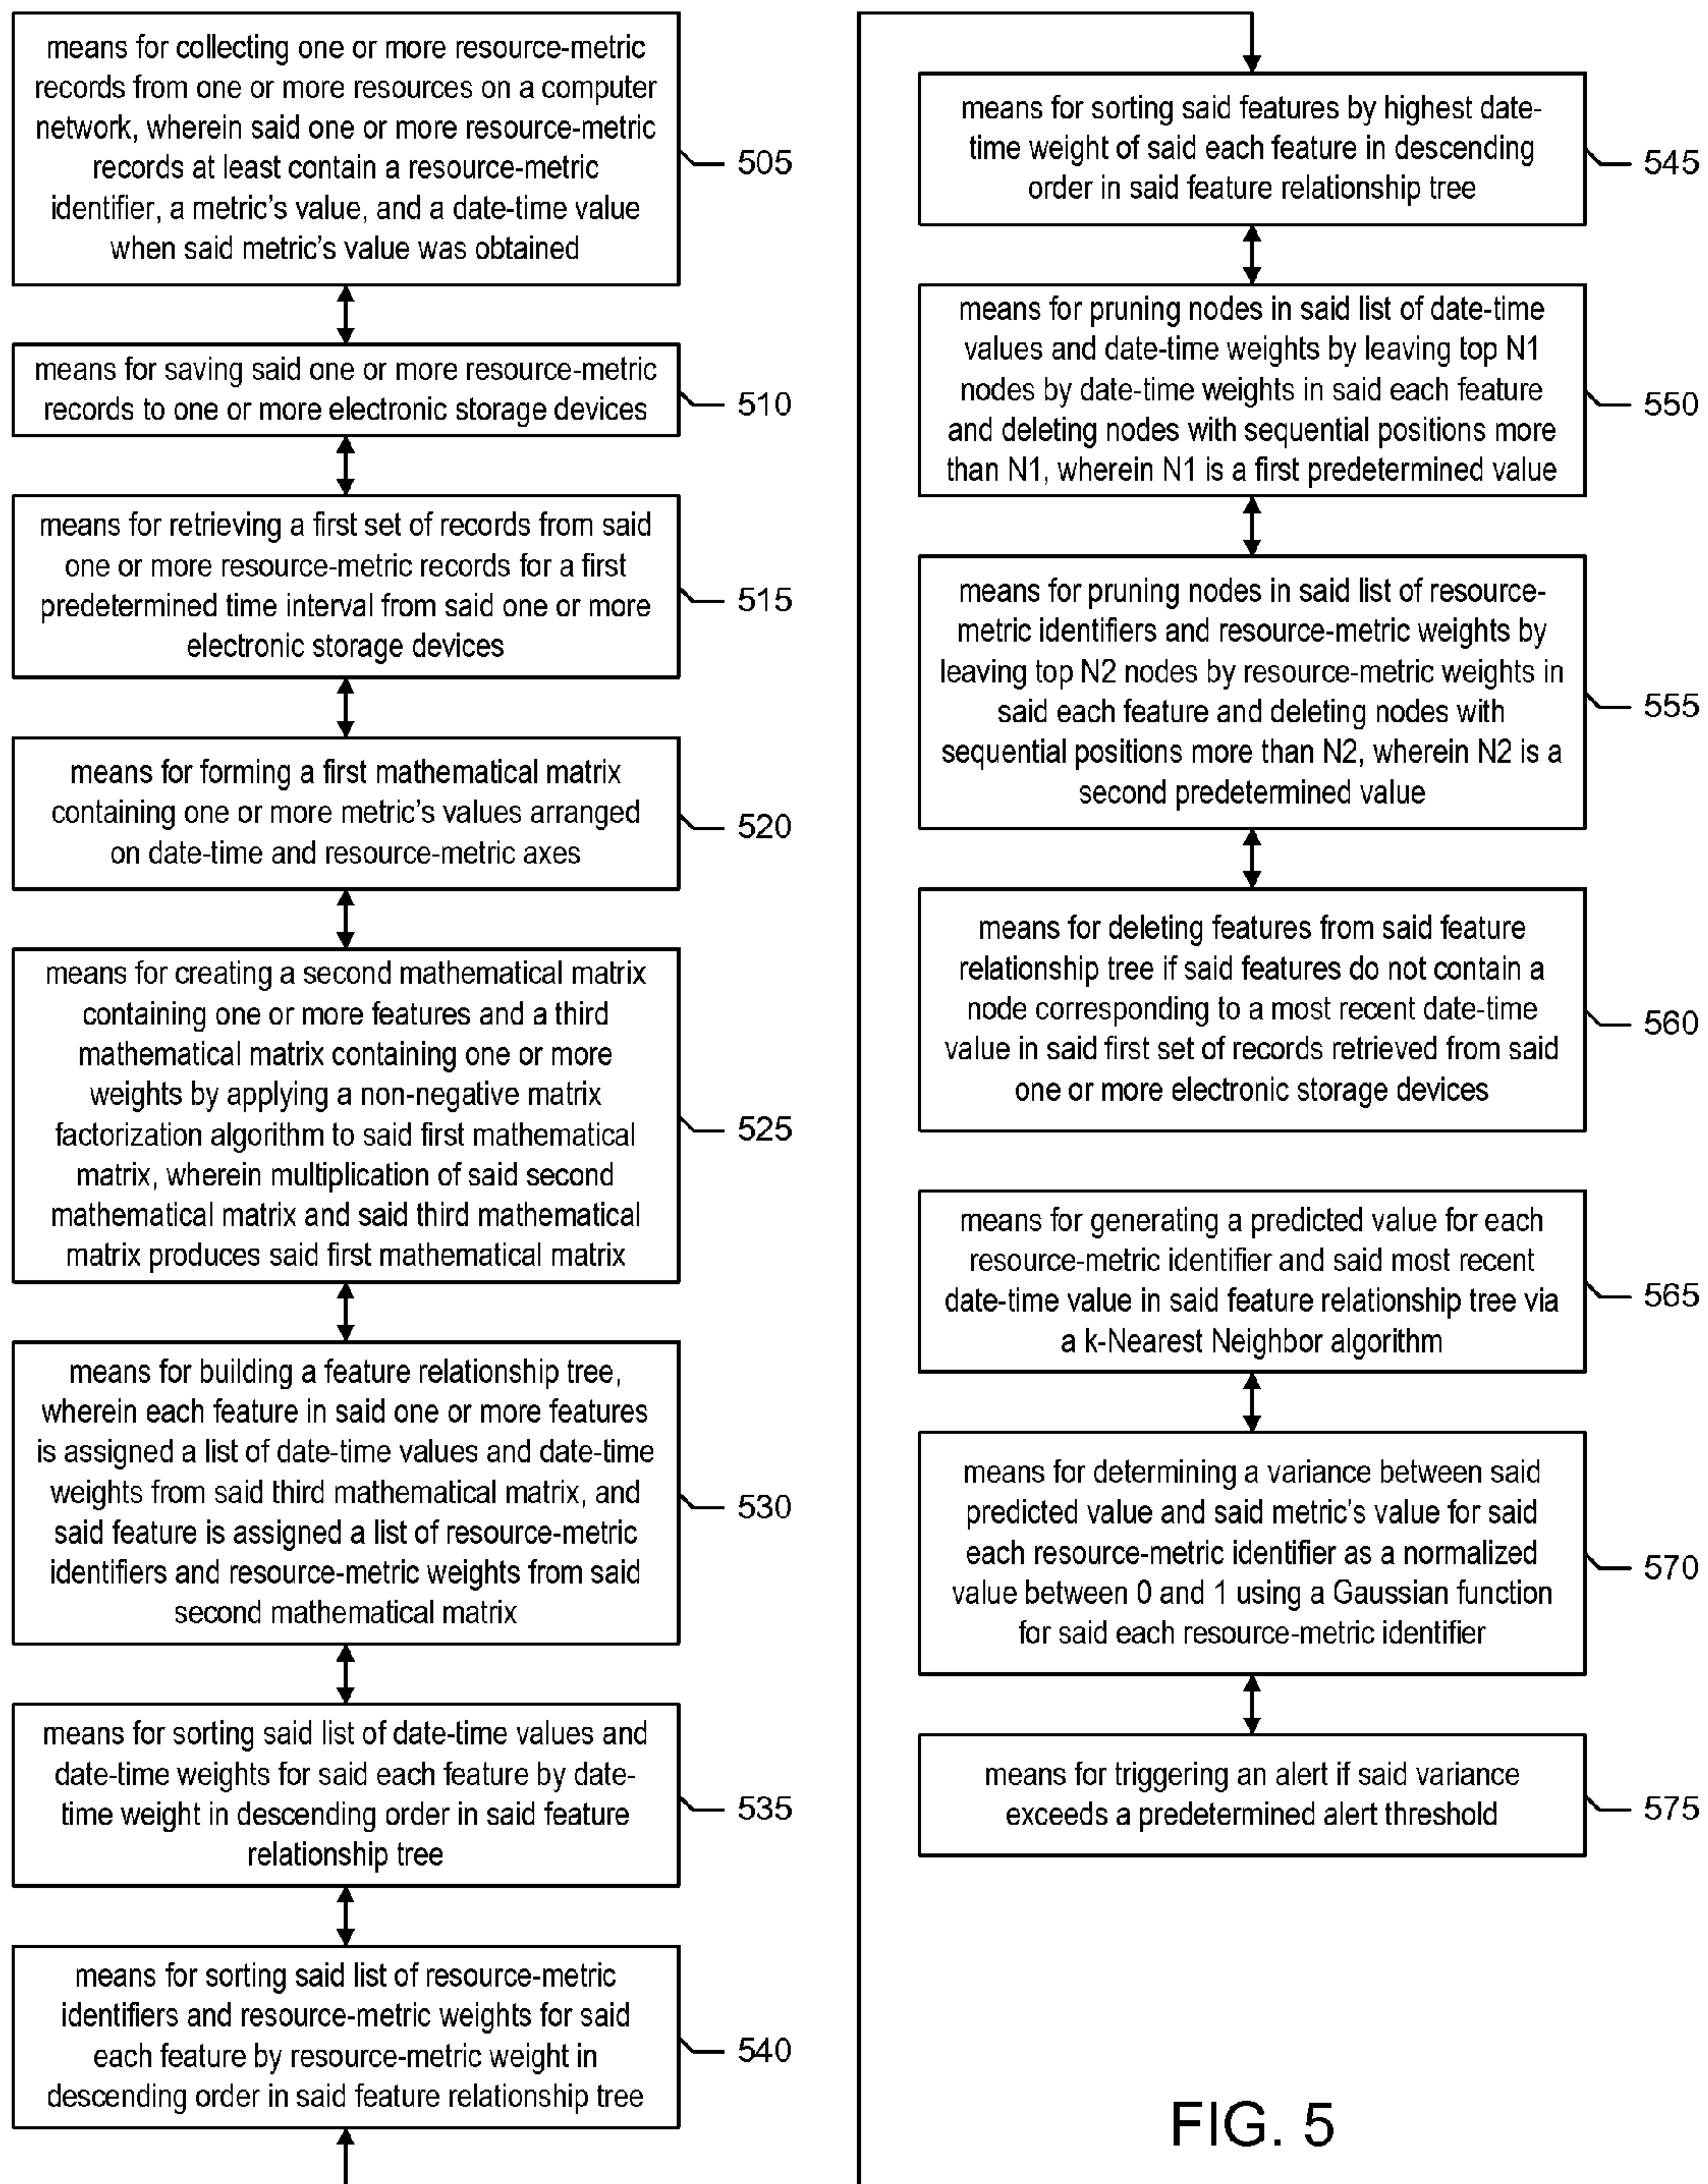 means for collecting one or more resource-metric
records from one or more resources on a computer
network, wherein said one or more resource-metric
records at least contain a resource-metric
identifier, a metric's value, and a date-time value
when said metric's value was obtained
505
means for saving said one or more resource-metric
records to one or more electronic storage devices
510
means for retrieving a first set of records from said
one or more resource-metric records for a first
predetermined time interval from said one or more
electronic storage devices
515
means for forming a first mathematical matrix
containing one or more metric's values arranged
on date-time and resource-metric axes
520
means for creating a second mathematical matrix
containing one or more features and a third
mathematical matrix containing one or more
weights by applying a non-negative matrix
factorization algorithm to said first mathematical
matrix, wherein multiplication of said second
mathematical matrix and said third mathematical
matrix produces said first mathematical matrix
525
means for building a feature relationship tree,
wherein each feature in said one or more features
is assigned a list of date-time values and date-time
weights from said third mathematical matrix, and
said feature is assigned a list of resource-metric
identifiers and resource-metric weights from said
second mathematical matrix
530
means for sorting said list of date-time values and
date-time weights for said each feature by date-
time weight in descending order in said feature
relationship tree
535
means for sorting said list of resource-metric
identifiers and resource-metric weights for said
each feature by resource-metric weight in
descending order in said feature relationship tree
540
means for sorting said features by highest date-
time weight of said each feature in descending
order in said feature relationship tree
545
means for pruning nodes in said list of date-time
values and date-time weights by leaving top N1
nodes by date-time weights in said each feature
and deleting nodes with sequential positions more
than N1, wherein N1 is a first predetermined value
550
means for pruning nodes in said list of resource-
metric identifiers and resource-metric weights by
leaving top N2 nodes by resource-metric weights in
said each feature and deleting nodes with
sequential positions more than N2, wherein N2 is a
second predetermined value
555
means for deleting features from said feature
relationship tree if said features do not contain a
node corresponding to a most recent date-time
value in said first set of records retrieved from said
one or more electronic storage devices
560
means for generating a predicted value for each
resource-metric identifier and said most recent
date-time value in said feature relationship tree via
a k-Nearest Neighbor algorithm
565
means for determining a variance between said
predicted value and said metric's value for said
each resource-metric identifier as a normalized
value between 0 and 1 using a Gaussian function
for said each resource-metric identifier
570
means for triggering an alert if said variance
exceeds a predetermined alert threshold
575
FIG. 5